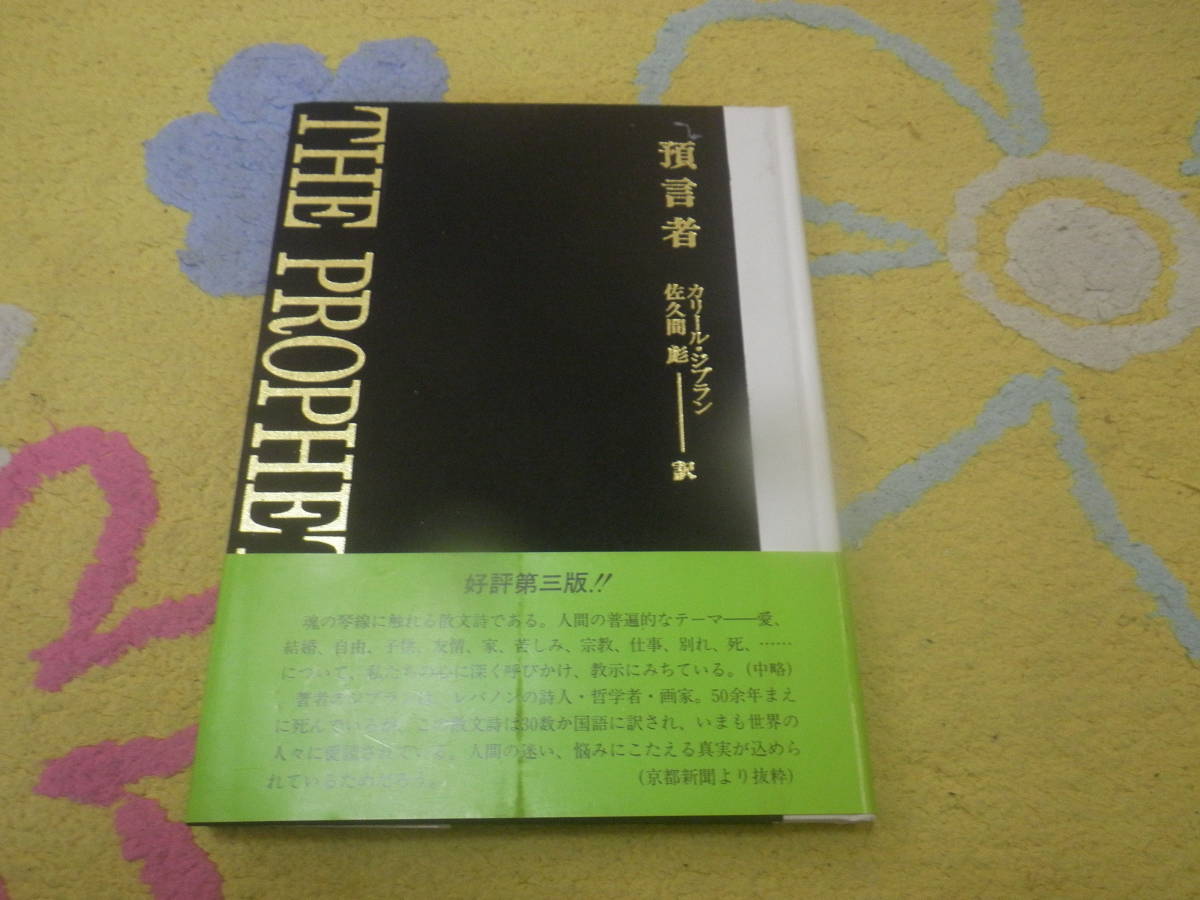 預言者
カリール・ジブラン
佐久間 彪――訳
THE PROPHET
好評第三版!!
魂の琴線に触れる散文詩である。人間の普遍的なテーマ――愛、
結婚、自由、子供、友情、家、苦しみ、宗教、仕事、別れ、死、……
について、私たちの心に深く呼びかけ、教示にみちている。(中略)
著者のジブランは、レバノンの詩人・哲学者・画家。50余年まえ
に死んでいるが、この散文詩は30数か国語に訳され、いまも世界の
人々に愛読されている。人間の迷い、悩みにこたえる真実が込めら
れているためだろう。
(京都新聞より抜粋)